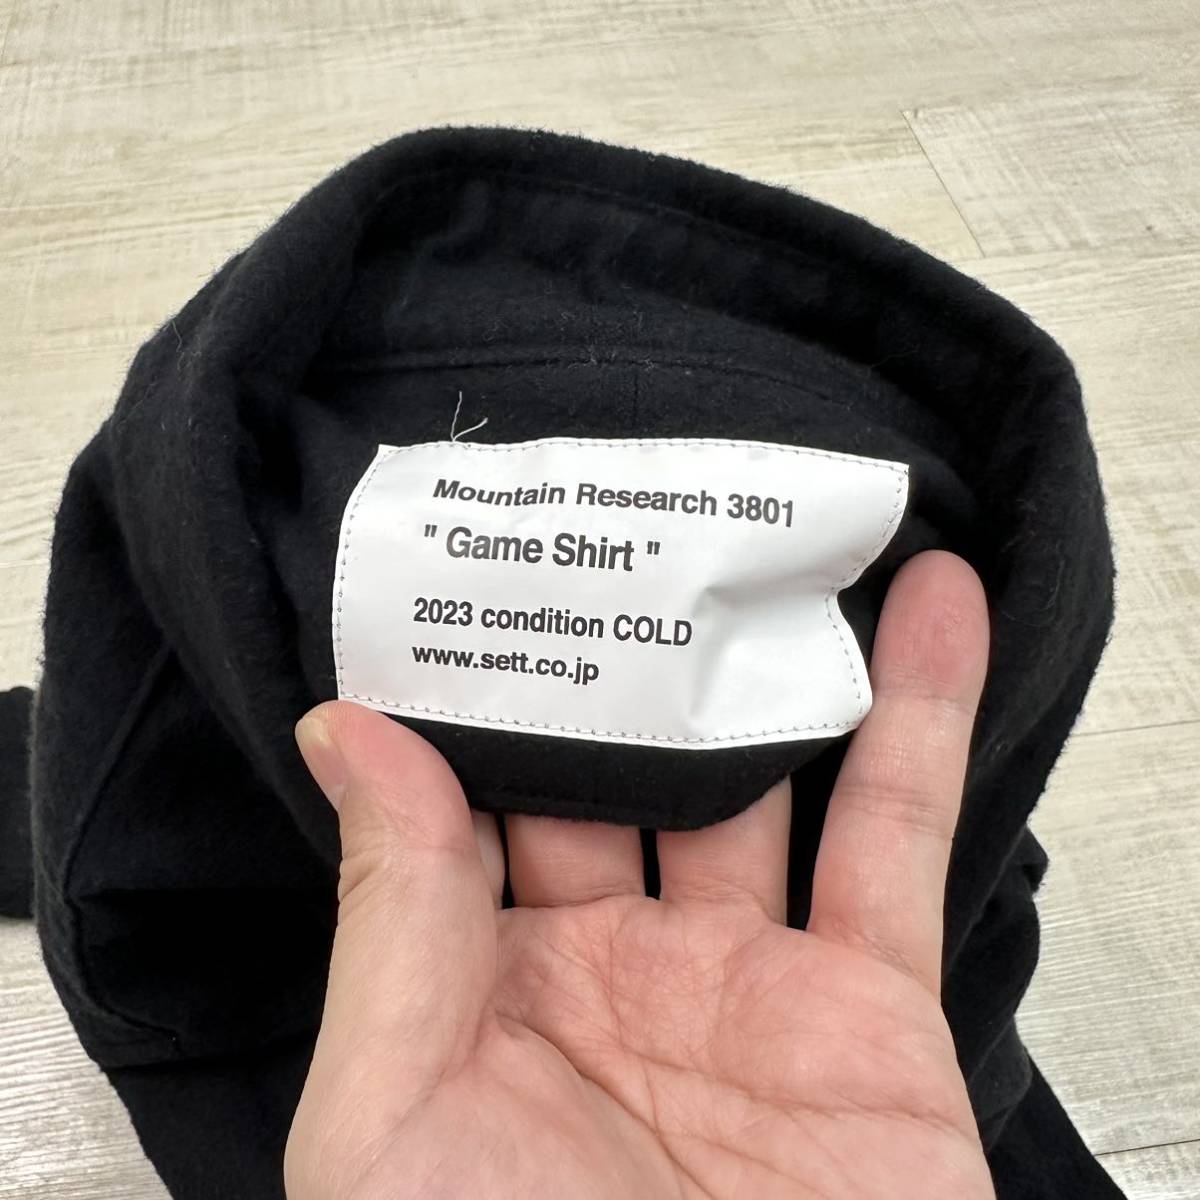 Mountain Research 3801
" Game Shirt "
2023 condition COLD
www.sett.co.jp